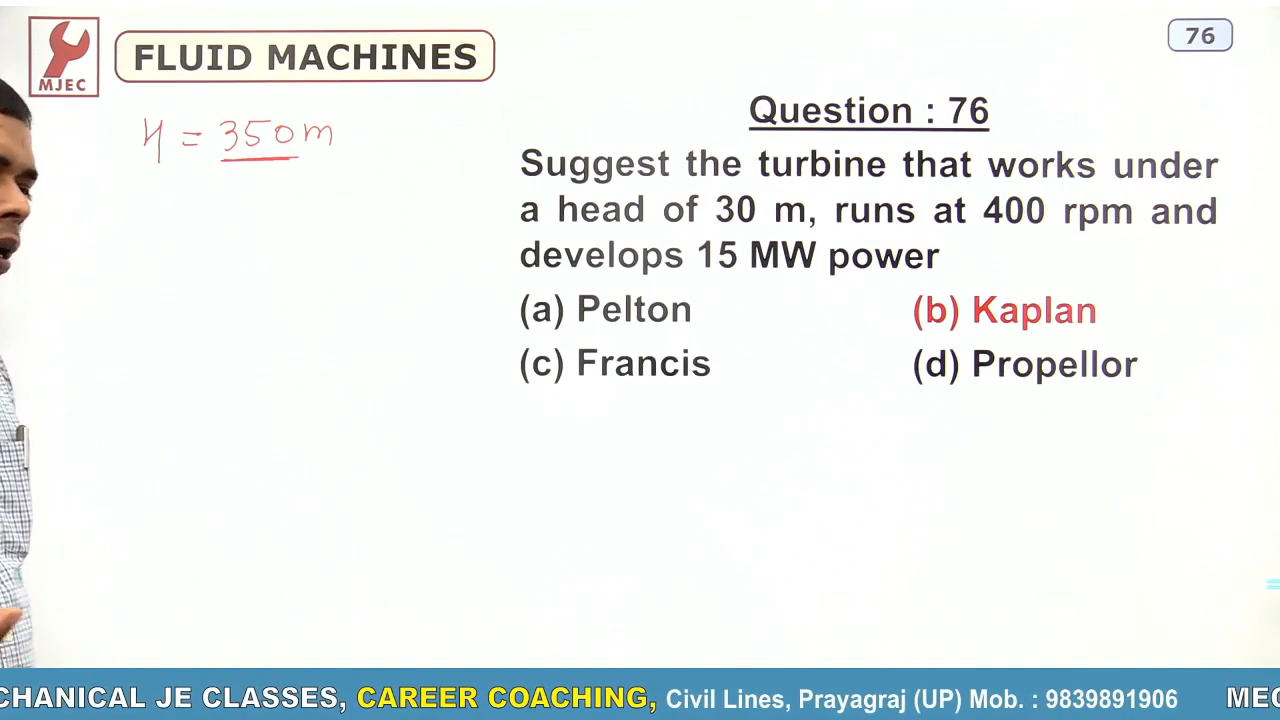 MJEC
FLUID MACHINES
76
H = 350m
Question : 76
Suggest the turbine that works under
a head of 30 m, runs at 400 rpm and
develops 15 MW power
(a) Pelton (b) Kaplan
(c) Francis (d) Propellor
CHANICAL JE CLASSES, CAREER COACHING, Civil Lines, Prayagraj (UP) Mob. : 9839891906 MEC